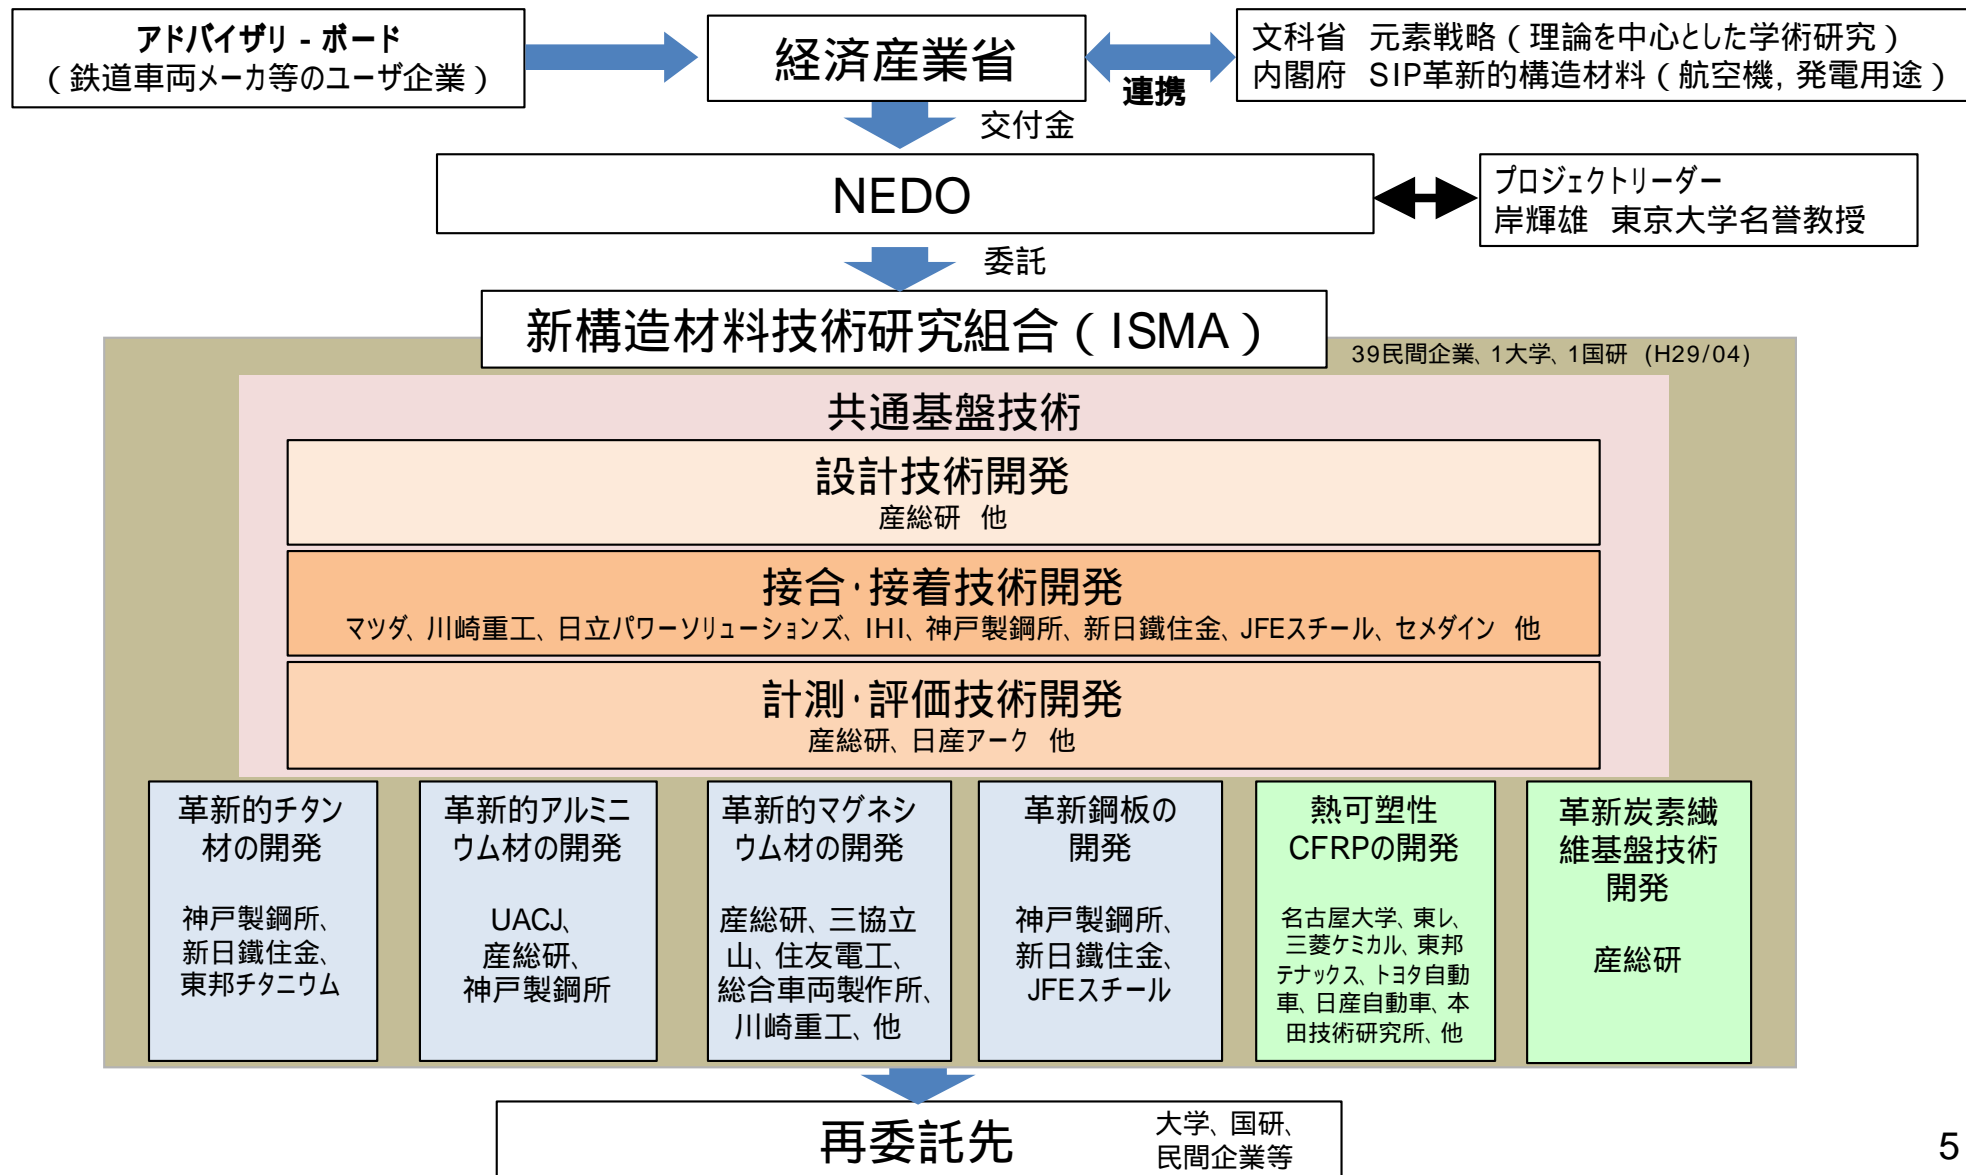 アドバイザリ - ボード
（鉄道車両メーカ等のユーザ企業）
経済産業省
連携
文科省　元素戦略（理論を中心とした学術研究）
内閣府　SIP革新的構造材料（航空機, 発電用途）
交付金
NEDO
プロジェクトリーダー
岸輝雄　東京大学名誉教授
委託
新構造材料技術研究組合（ISMA）
39民間企業、1大学、1国研 (H29/04)
共通基盤技術
設計技術開発
産総研　他
接合・接着技術開発
マツダ、川崎重工、日立パワーソリューションズ、IHI、神戸製鋼所、新日鐵住金、JFEスチール、セメダイン　他
計測・評価技術開発
産総研、日産アーク　他
革新的チタン
材の開発
神戸製鋼所、
新日鐵住金、
東邦チタニウム
革新的アルミニ
ウム材の開発
UACJ、
産総研、
神戸製鋼所
革新的マグネシ
ウム材の開発
産総研、三協立
山、住友電工、
総合車両製作所、
川崎重工、他
革新鋼板の
開発
神戸製鋼所、
新日鐵住金、
JFEスチール
熱可塑性
CFRPの開発
名古屋大学、東レ、
三菱ケミカル、東邦
テナックス、トヨタ自動
車、日産自動車、本
田技術研究所、他
革新炭素繊
維基盤技術
開発
産総研
再委託先
大学、国研、
民間企業等
5